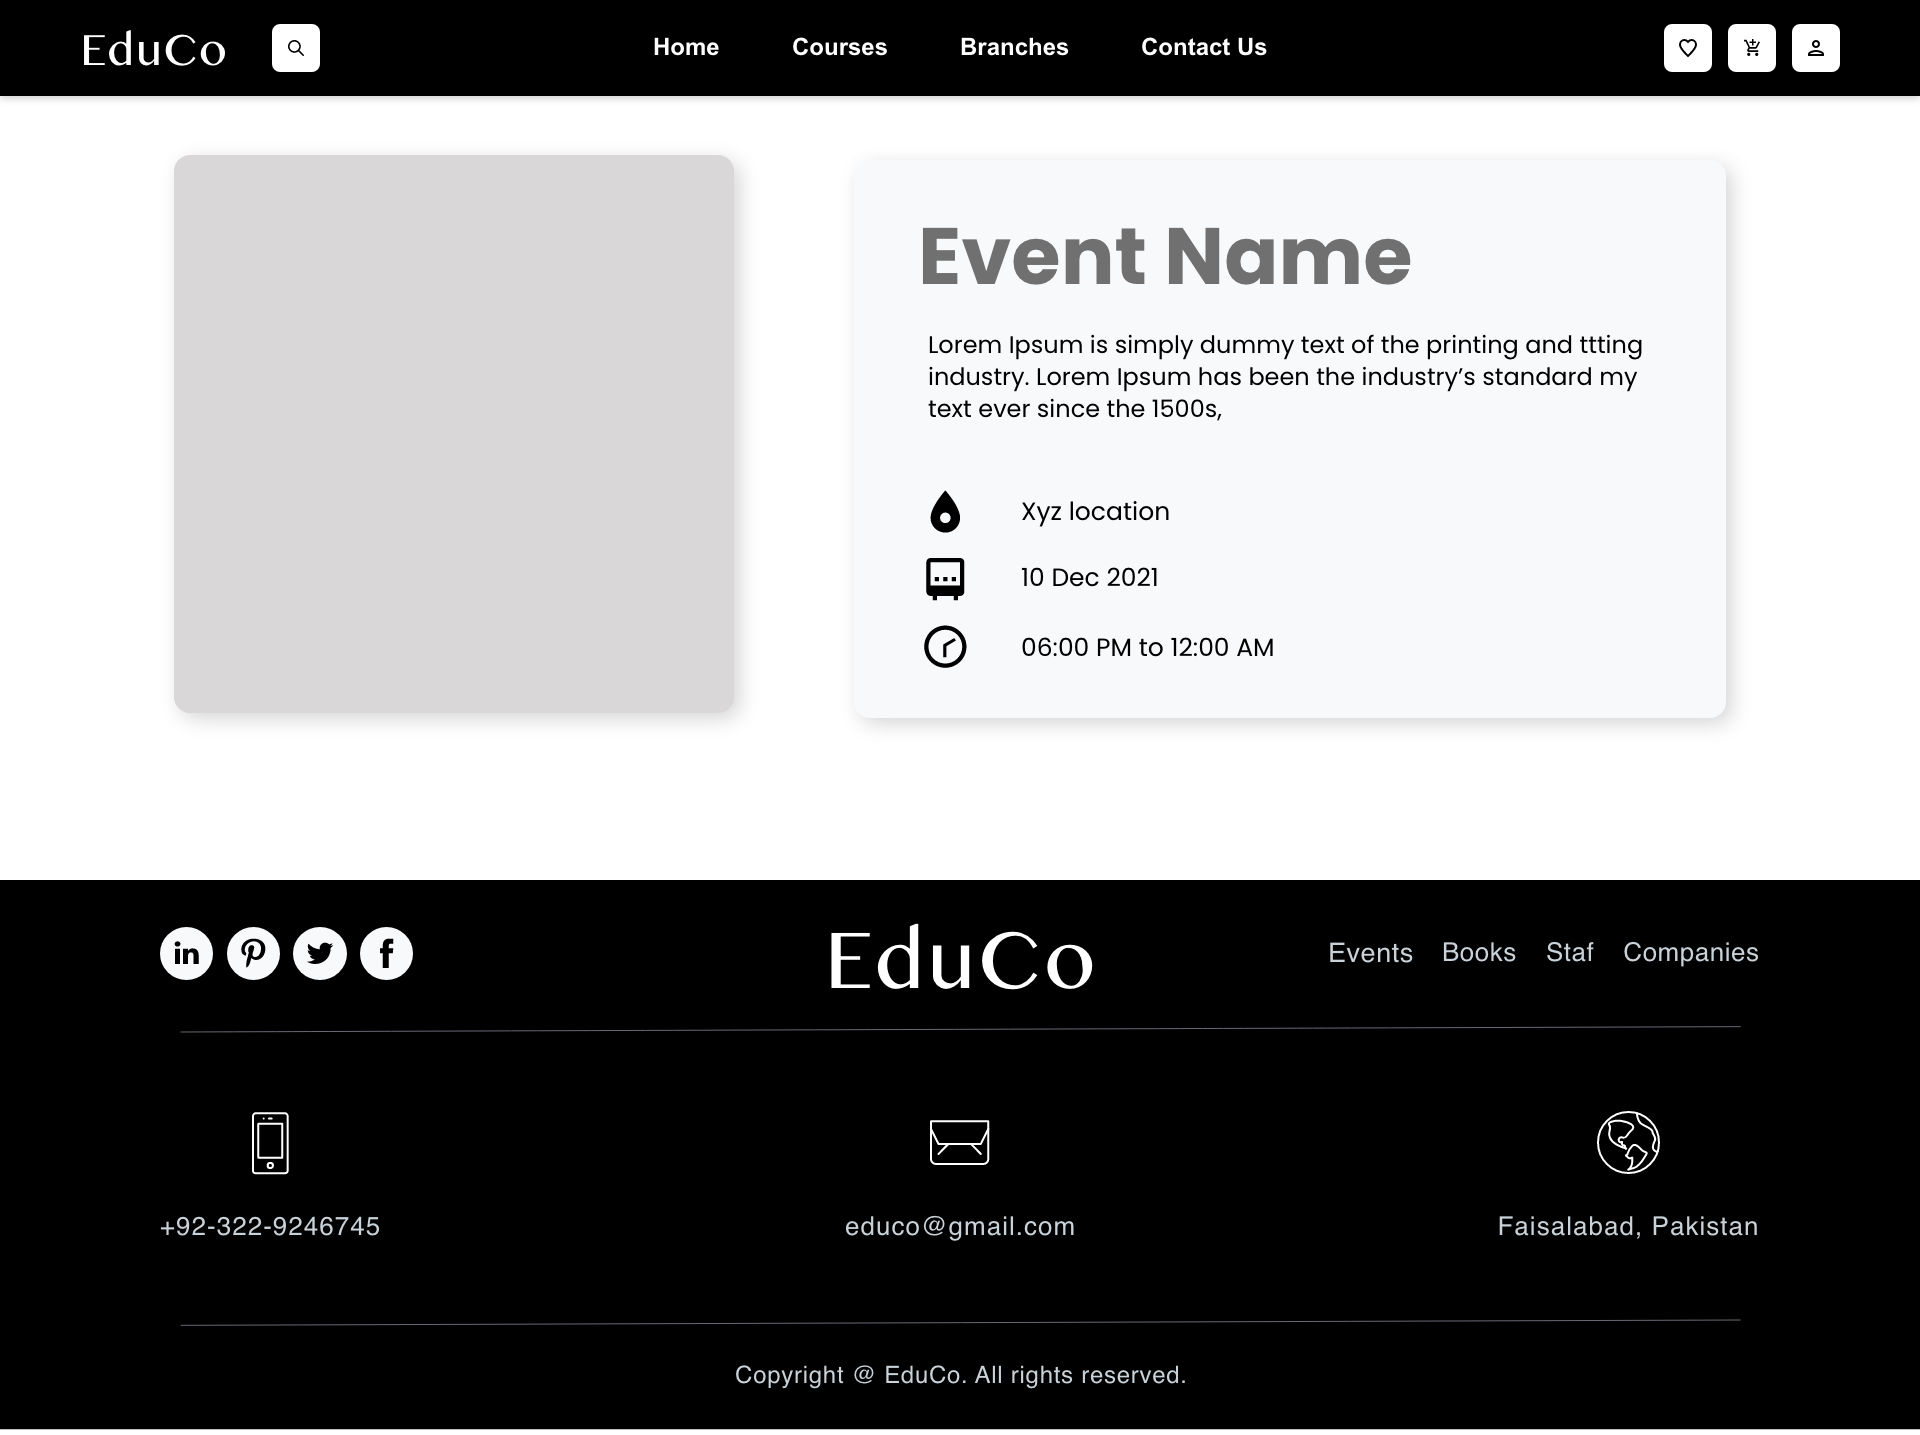 EduCo
Home Courses Branches Contact Us
Event Name
Lorem Ipsum is simply dummy text of the printing and ttting
industry. Lorem Ipsum has been the industry’s standard my
text ever since the 1500s,
Xyz location
10 Dec 2021
06:00 PM to 12:00 AM
EduCo
Events Books Staf Companies
+92-322-9246745
educo@gmail.com
Faisalabad, Pakistan
Copyright @ EduCo. All rights reserved.